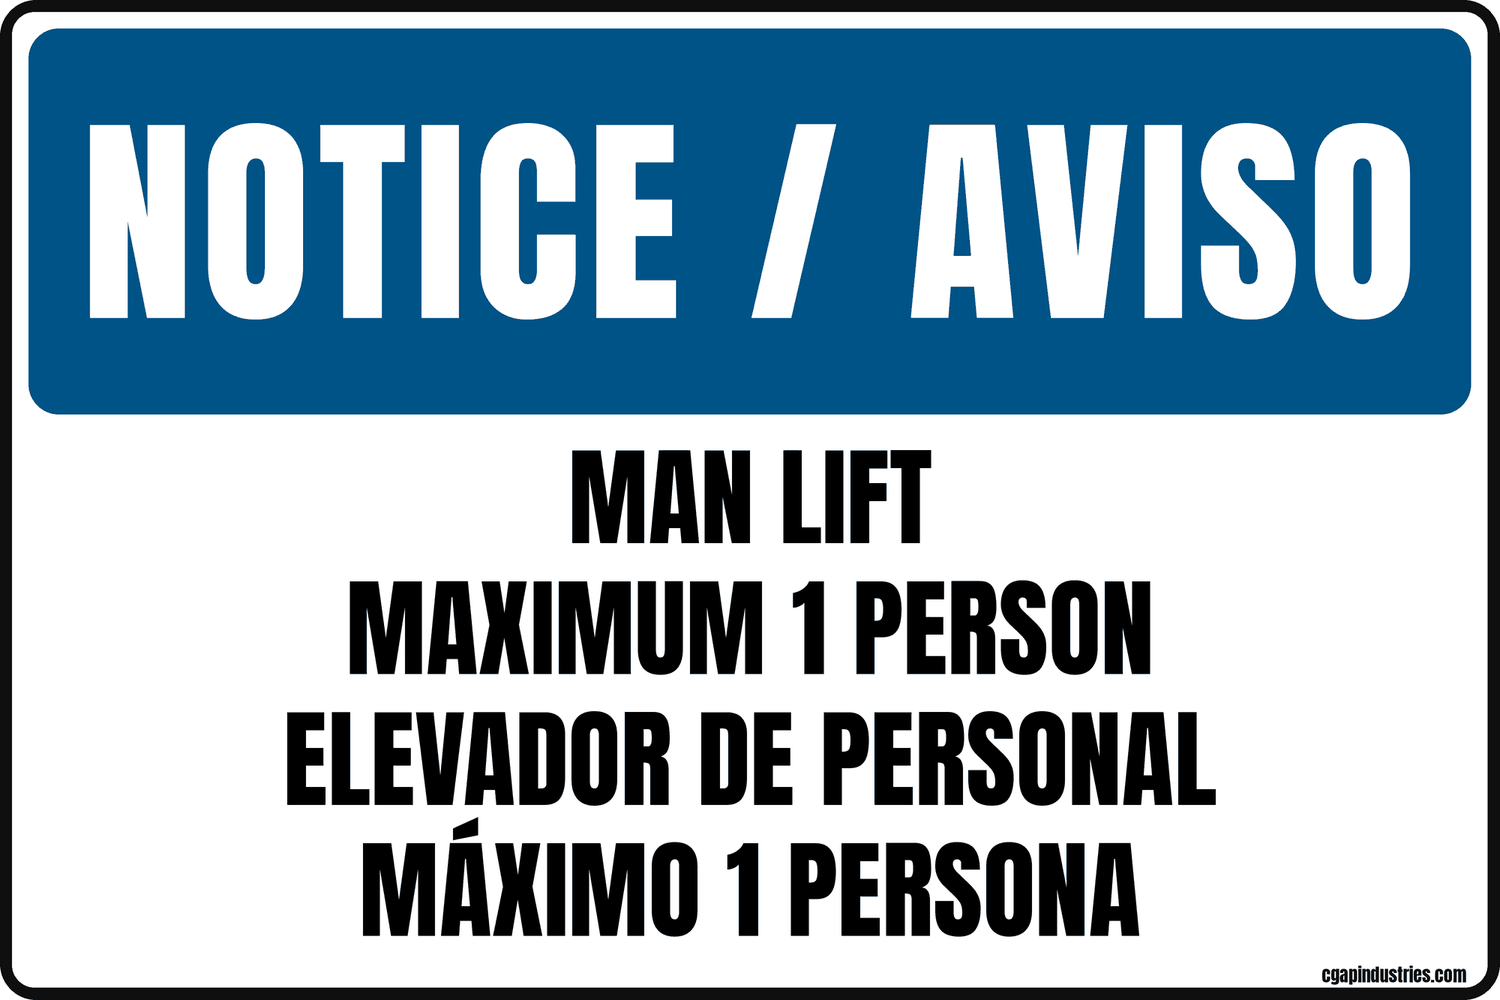 NOTICE / AVISO
MAN LIFT
MAXIMUM 1 PERSON
ELEVADOR DE PERSONAL
MÁXIMO 1 PERSONA
cgapindustries.com